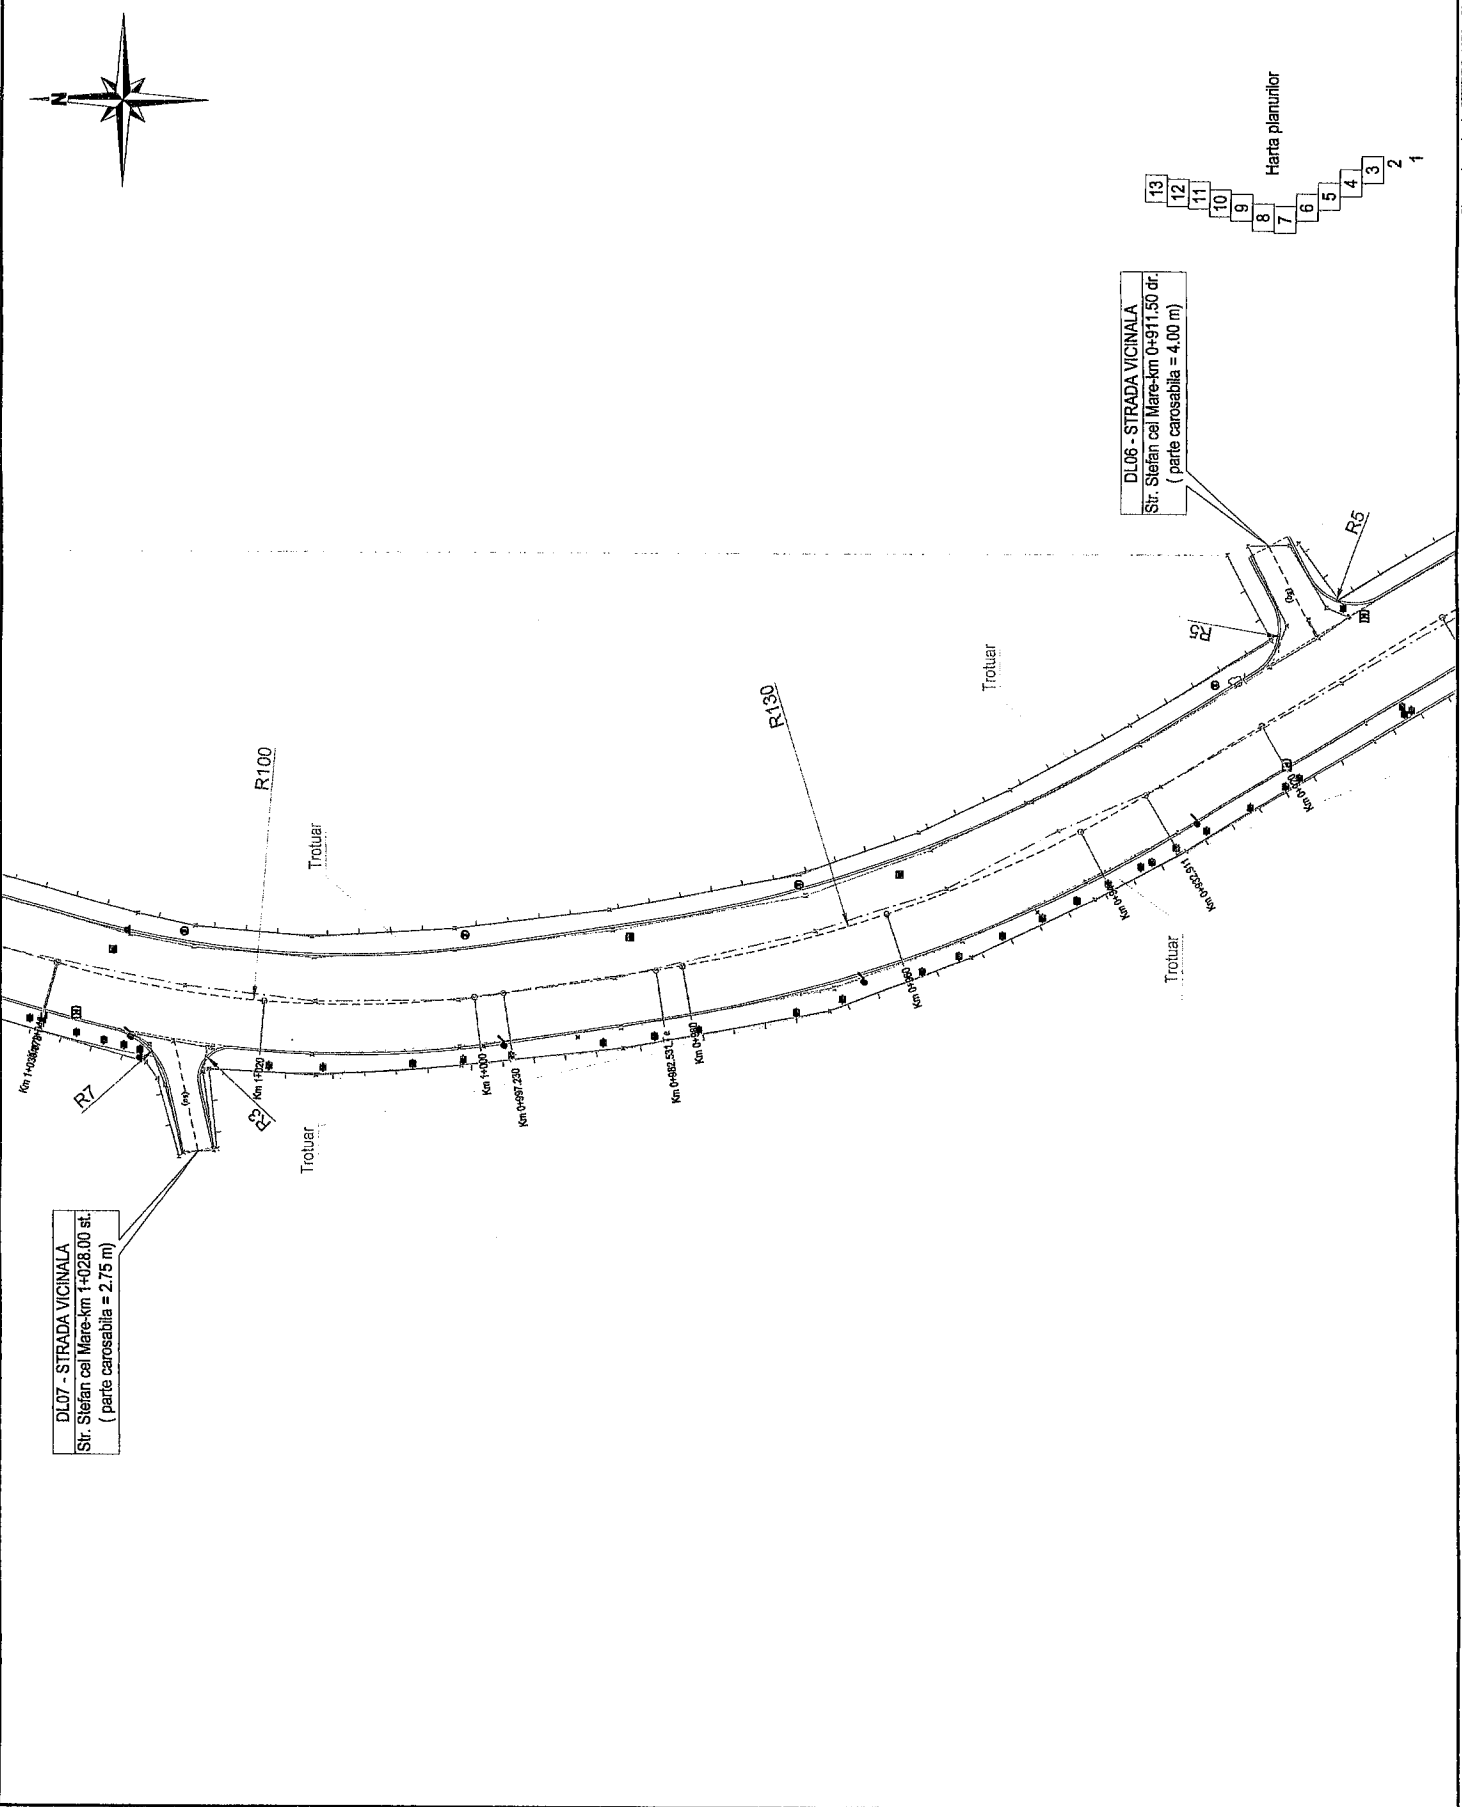 N
Harta planurilor
13
12
11
10
9
8
7
6
5
4
3
2
1
DL06 - STRADA VICINALA
Str. Stefan cel Mare-km 0+911.50 dr.
( parte carosabila = 4.00 m)
R5
R5
Trotuar
R130
R100
Trotuar
Km 0+932.911
Km 0+960
Trotuar
Km 0+980
Km 0+997.230
Km 1+000
Km 1+020
R3
R7
Trotuar
DL07 - STRADA VICINALA
Str. Stefan cel Mare-km 1+028.00 st.
( parte carosabila = 2.75 m)